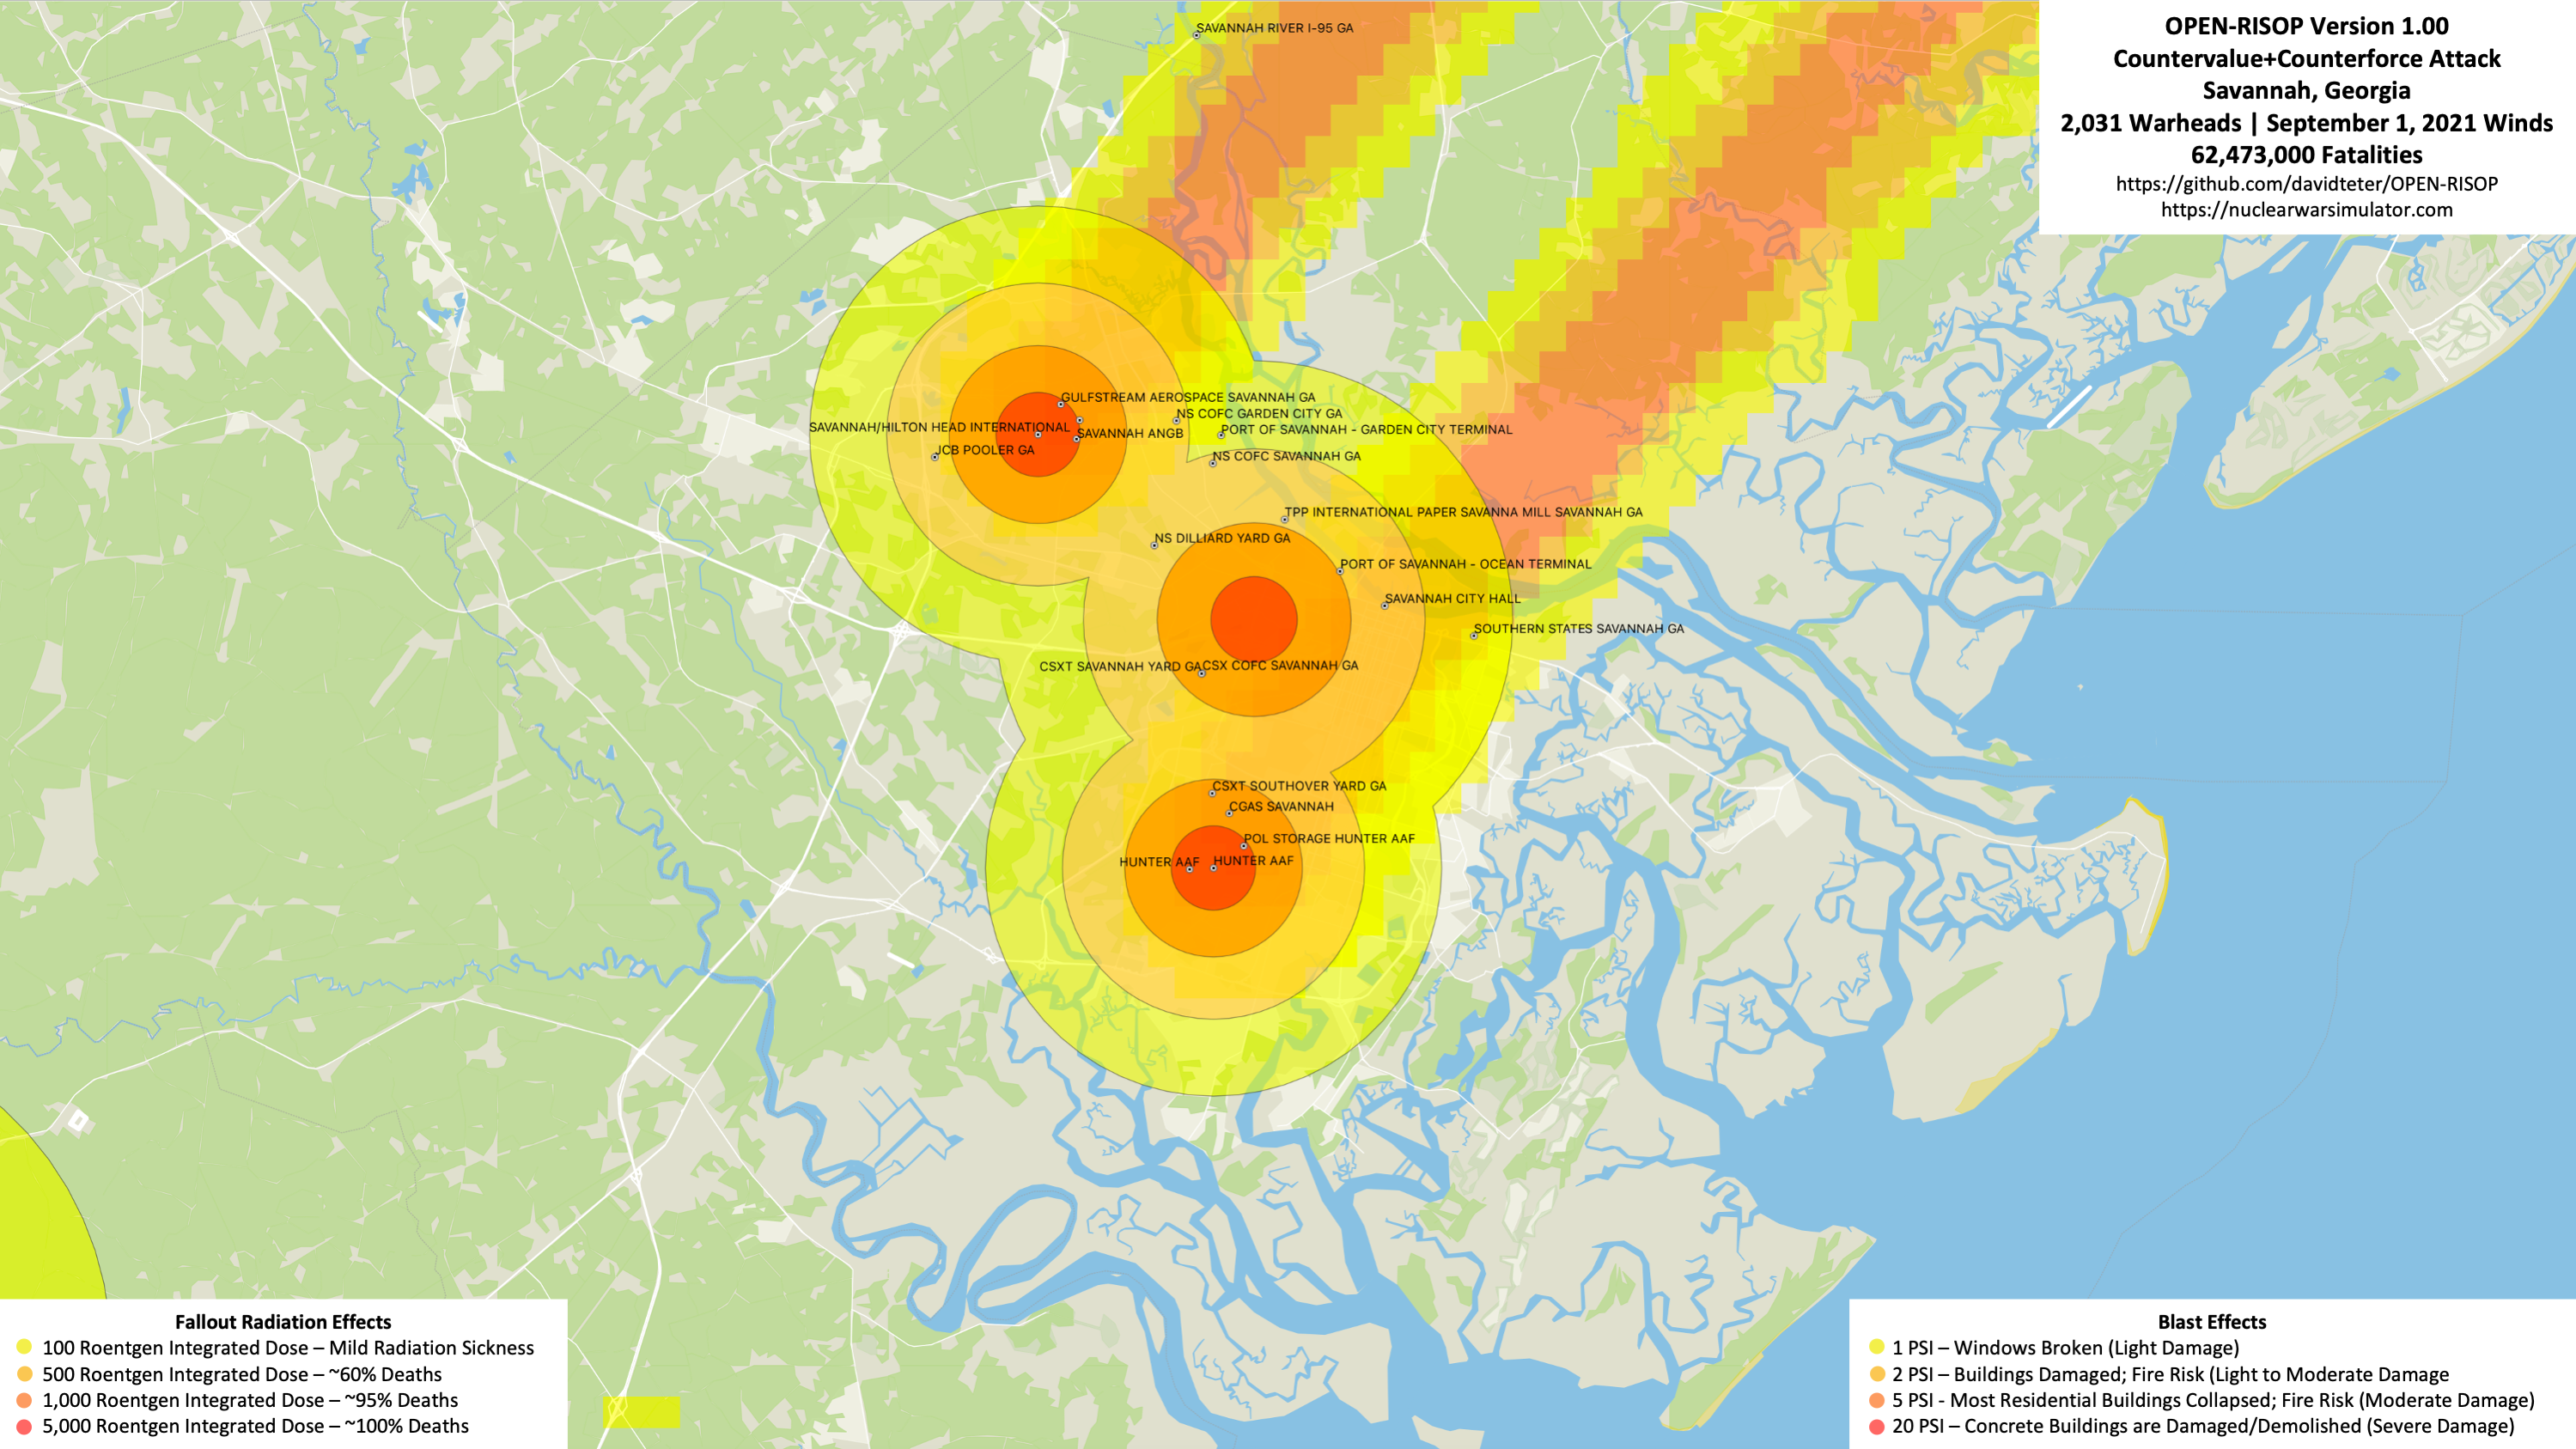 OPEN-RISOP Version 1.00
Countervalue+Counterforce Attack
Savannah, Georgia
2,031 Warheads | September 1, 2021 Winds
62,473,000 Fatalities
https://github.com/davidteter/OPEN-RISOP
https://nuclearwarsimulator.com
SAVANNAH RIVER I-95 GA
GULFSTREAM AEROSPACE SAVANNAH GA
NS COFC GARDEN CITY GA
SAVANNAH/HILTON HEAD INTERNATIONAL
SAVANNAH ANGB
PORT OF SAVANNAH - GARDEN CITY TERMINAL
JCB POOLER GA
NS COFC SAVANNAH GA
TPP INTERNATIONAL PAPER SAVANNA MILL SAVANNAH GA
NS DILLIARD YARD GA
PORT OF SAVANNAH - OCEAN TERMINAL
SAVANNAH CITY HALL
SOUTHERN STATES SAVANNAH GA
CSXT SAVANNAH YARD GA
CSX COFC SAVANNAH GA
CSXT SOUTHOVER YARD GA
CGAS SAVANNAH
POL STORAGE HUNTER AAF
HUNTER AAF
HUNTER AAF
Fallout Radiation Effects
100 Roentgen Integrated Dose – Mild Radiation Sickness
500 Roentgen Integrated Dose – ~60% Deaths
1,000 Roentgen Integrated Dose – ~95% Deaths
5,000 Roentgen Integrated Dose – ~100% Deaths
Blast Effects
1 PSI – Windows Broken (Light Damage)
2 PSI – Buildings Damaged; Fire Risk (Light to Moderate Damage
5 PSI - Most Residential Buildings Collapsed; Fire Risk (Moderate Damage)
20 PSI – Concrete Buildings are Damaged/Demolished (Severe Damage)